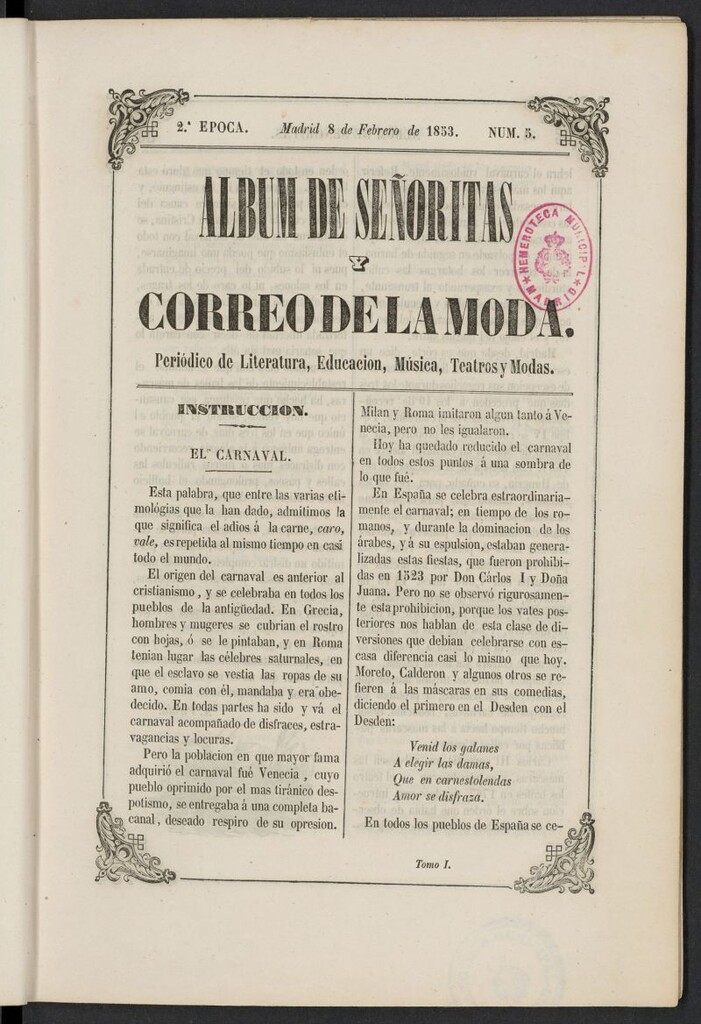 2.ª EPOCA. Madrid 8 de Febrero de 1853. NUM. 5.
ALBUM DE SEÑORITAS
Y
CORREO DE LA MODA.
HEMEROTECA MUNICIPAL
MADRID
Periódico de Literatura, Educacion, Música, Teatros y Modas.
INSTRUCCION.
EL CARNAVAL.
Esta palabra, que entre las varias eti-
mológias que la han dado, admitimos la
que significa el adios á la carne, caro,
vale, es repetida al mismo tiempo en casi
todo el mundo.
El origen del carnaval es anterior al
cristianismo, y se celebraba en todos los
pueblos de la antigüedad. En Grecia,
hombres y mugeres se cubrian el rostro
con hojas, ó se le pintaban, y en Roma
tenian lugar las célebres saturnales, en
que el esclavo se vestia las ropas de su
amo, comia con él, mandaba y era obe-
decido. En todas partes ha sido y vá el
carnaval acompañado de disfraces, estra-
vagancias y locuras.
Pero la poblacion en que mayor fama
adquirió el carnaval fué Venecia, cuyo
pueblo oprimido por el mas tiránico des-
potismo, se entregaba á una completa ba-
canal, deseado respiro de su opresion.
Milan y Roma imitaron algun tanto á Ve-
necia, pero no les igualaron.
Hoy ha quedado reducido el carnaval
en todos estos puntos á una sombra de
lo que fué.
En España se celebra estraordinaria-
mente el carnaval; en tiempo de los ro-
manos, y durante la dominacion de los
árabes, y á su espulsion, estaban genera-
lizadas estas fiestas, que fueron prohibi-
das en 1523 por Don Cárlos I y Doña
Juana. Pero no se observó rigurosamen-
te esta prohibicion, porque los vates pos-
teriores nos hablan de esta clase de di-
versiones que debian celebrarse con es-
casa diferencia casi lo mismo que hoy.
Moreto, Calderon y algunos otros se re-
fieren á las máscaras en sus comedias,
diciendo el primero en el Desden con el
Desden:
Venid los galanes
A elegir las damas,
Que en carnestolendas
Amor se disfraza.
En todos los pueblos de España se ce-
Tomo I.